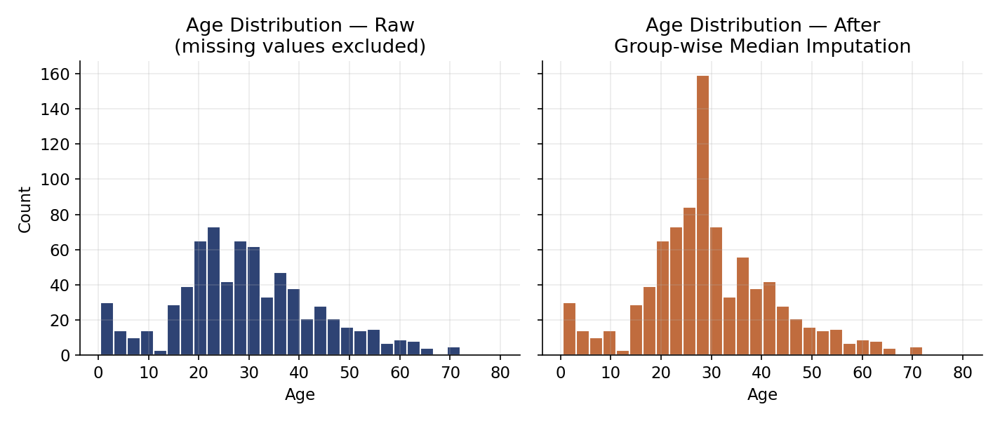 Age Distribution — Raw
(missing values excluded)
Age Distribution — After
Group-wise Median Imputation
160
140
120
100
80
60
40
20
0
Count
0 10 20 30 40 50 60 70 80
0 10 20 30 40 50 60 70 80
Age
Age